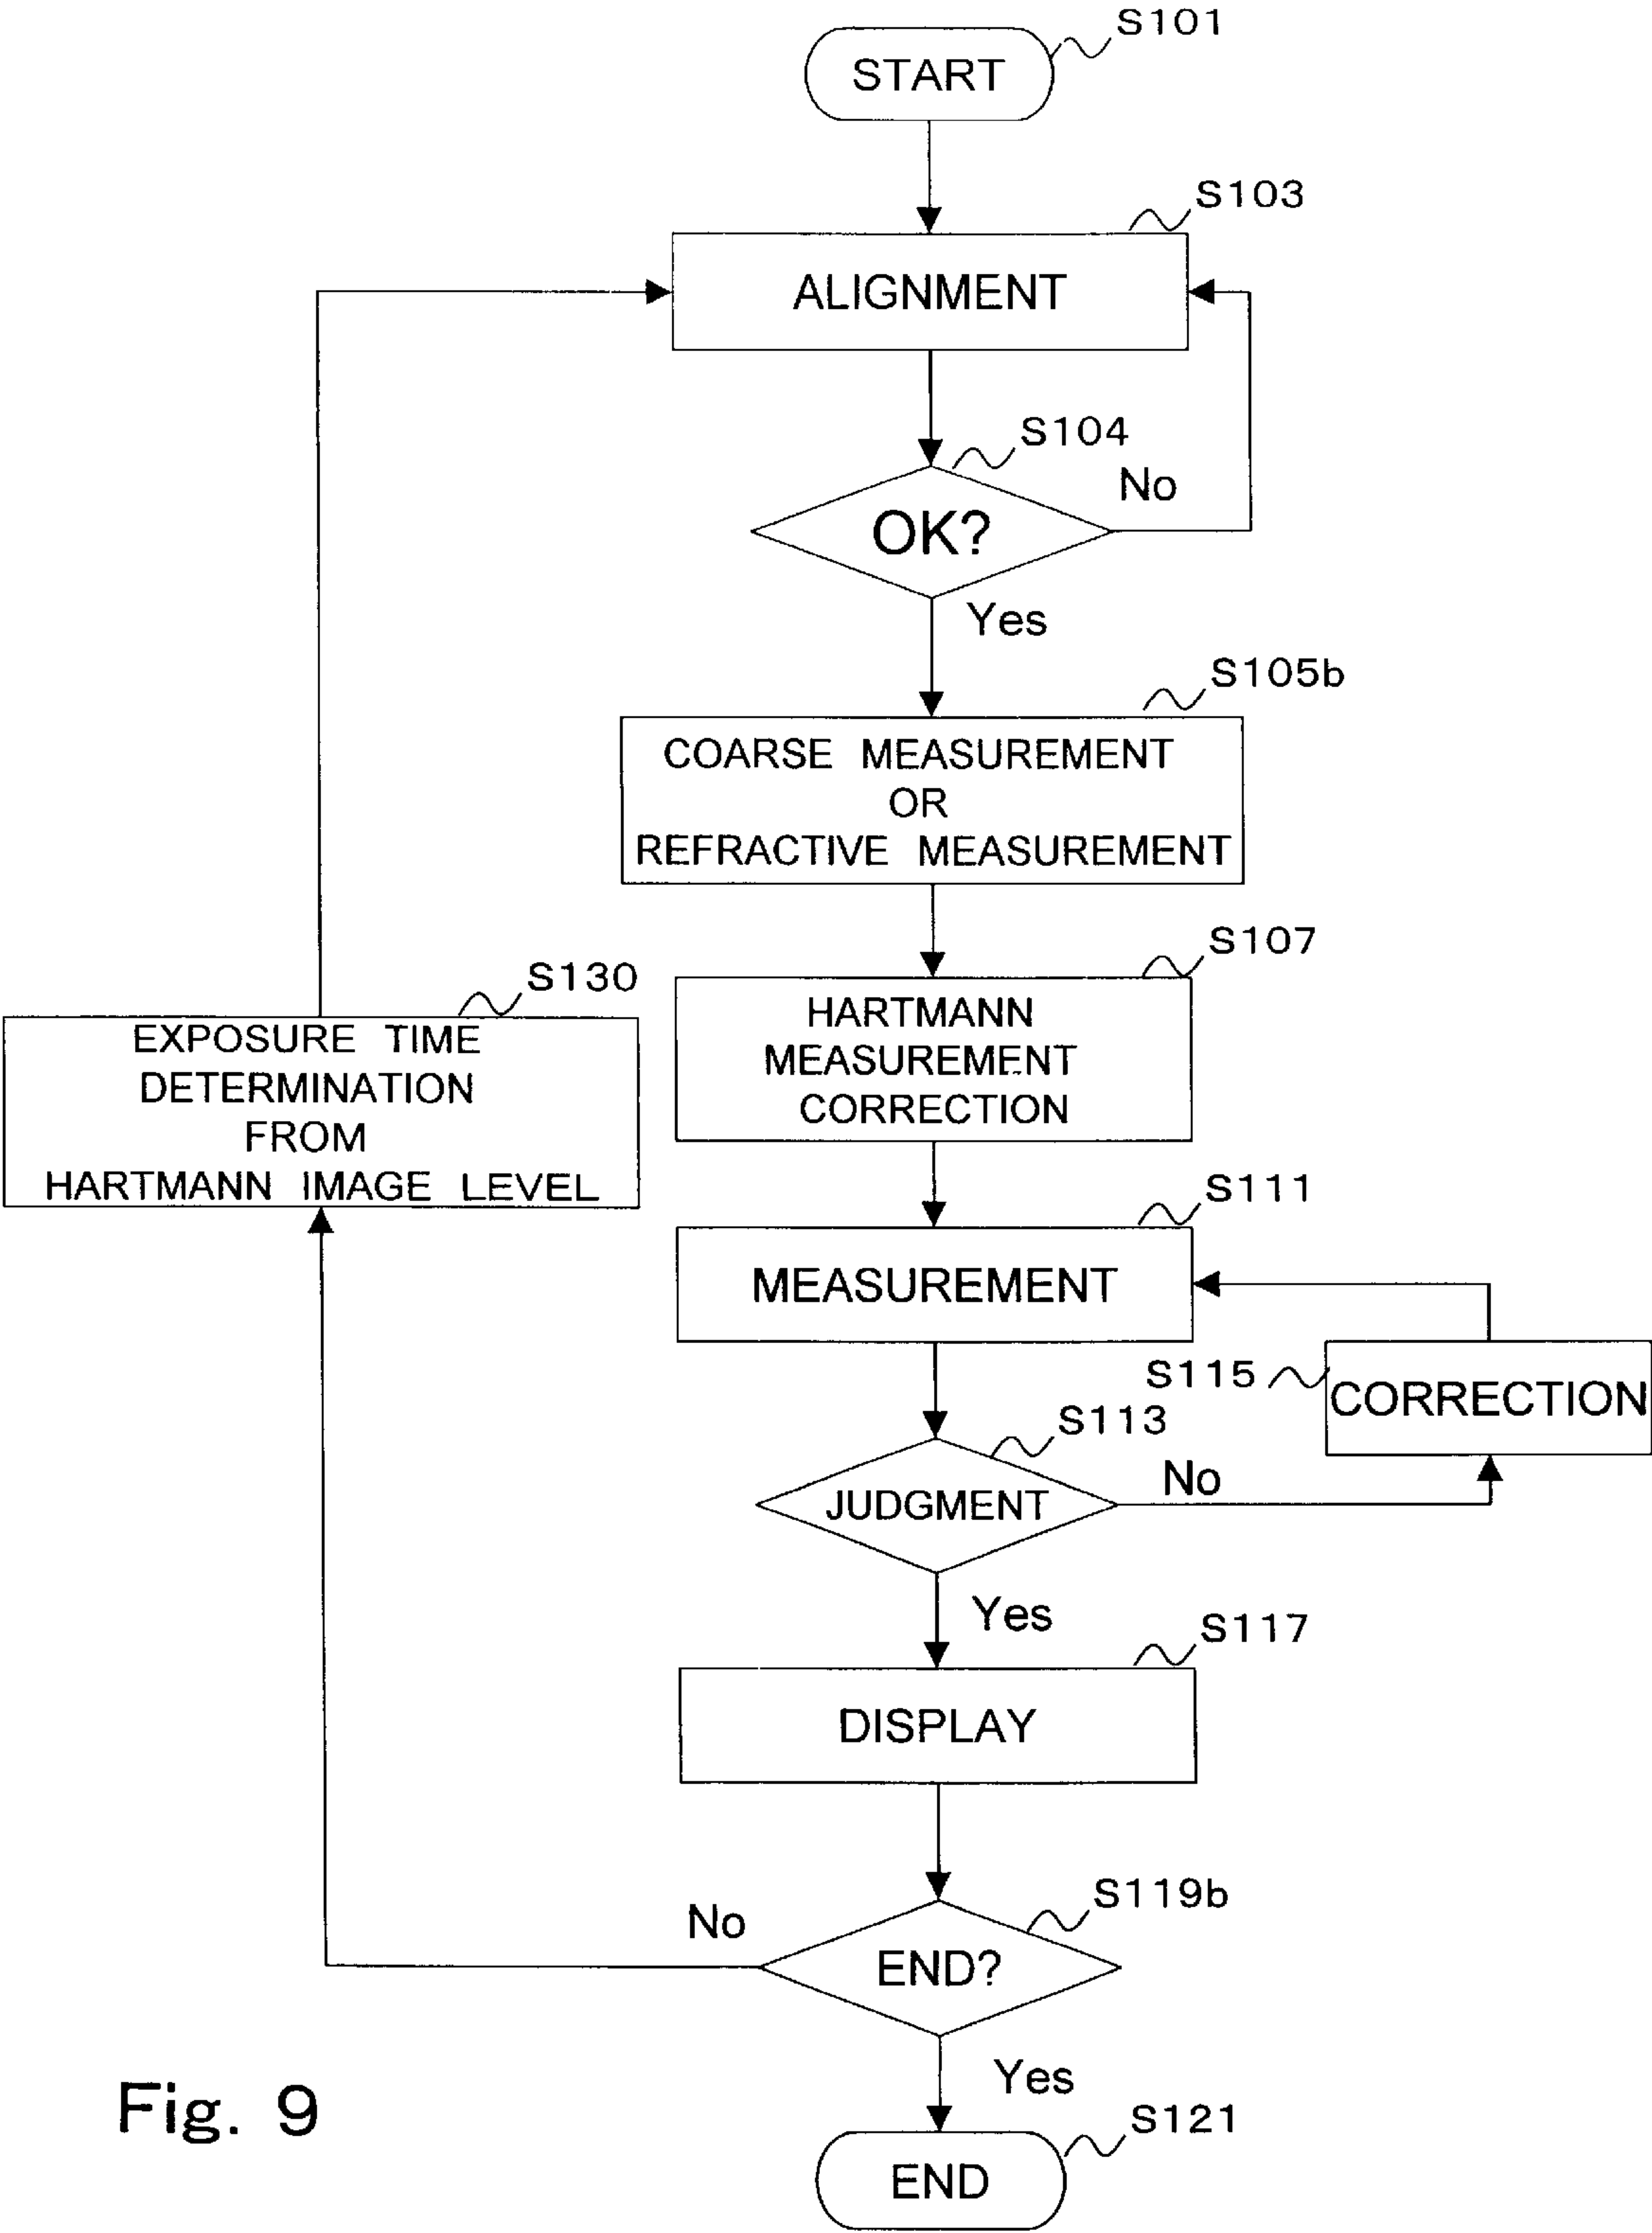 S101
START
S103
ALIGNMENT
S104
No
OK?
Yes
S105b
COARSE MEASUREMENT
OR
REFRACTIVE MEASUREMENT
S107
HARTMANN
MEASUREMENT
CORRECTION
S130
EXPOSURE TIME
DETERMINATION
FROM
HARTMANN IMAGE LEVEL
S111
MEASUREMENT
S115
CORRECTION
S113
No
JUDGMENT
Yes
S117
DISPLAY
S119b
No
END?
Yes
S121
END
Fig. 9